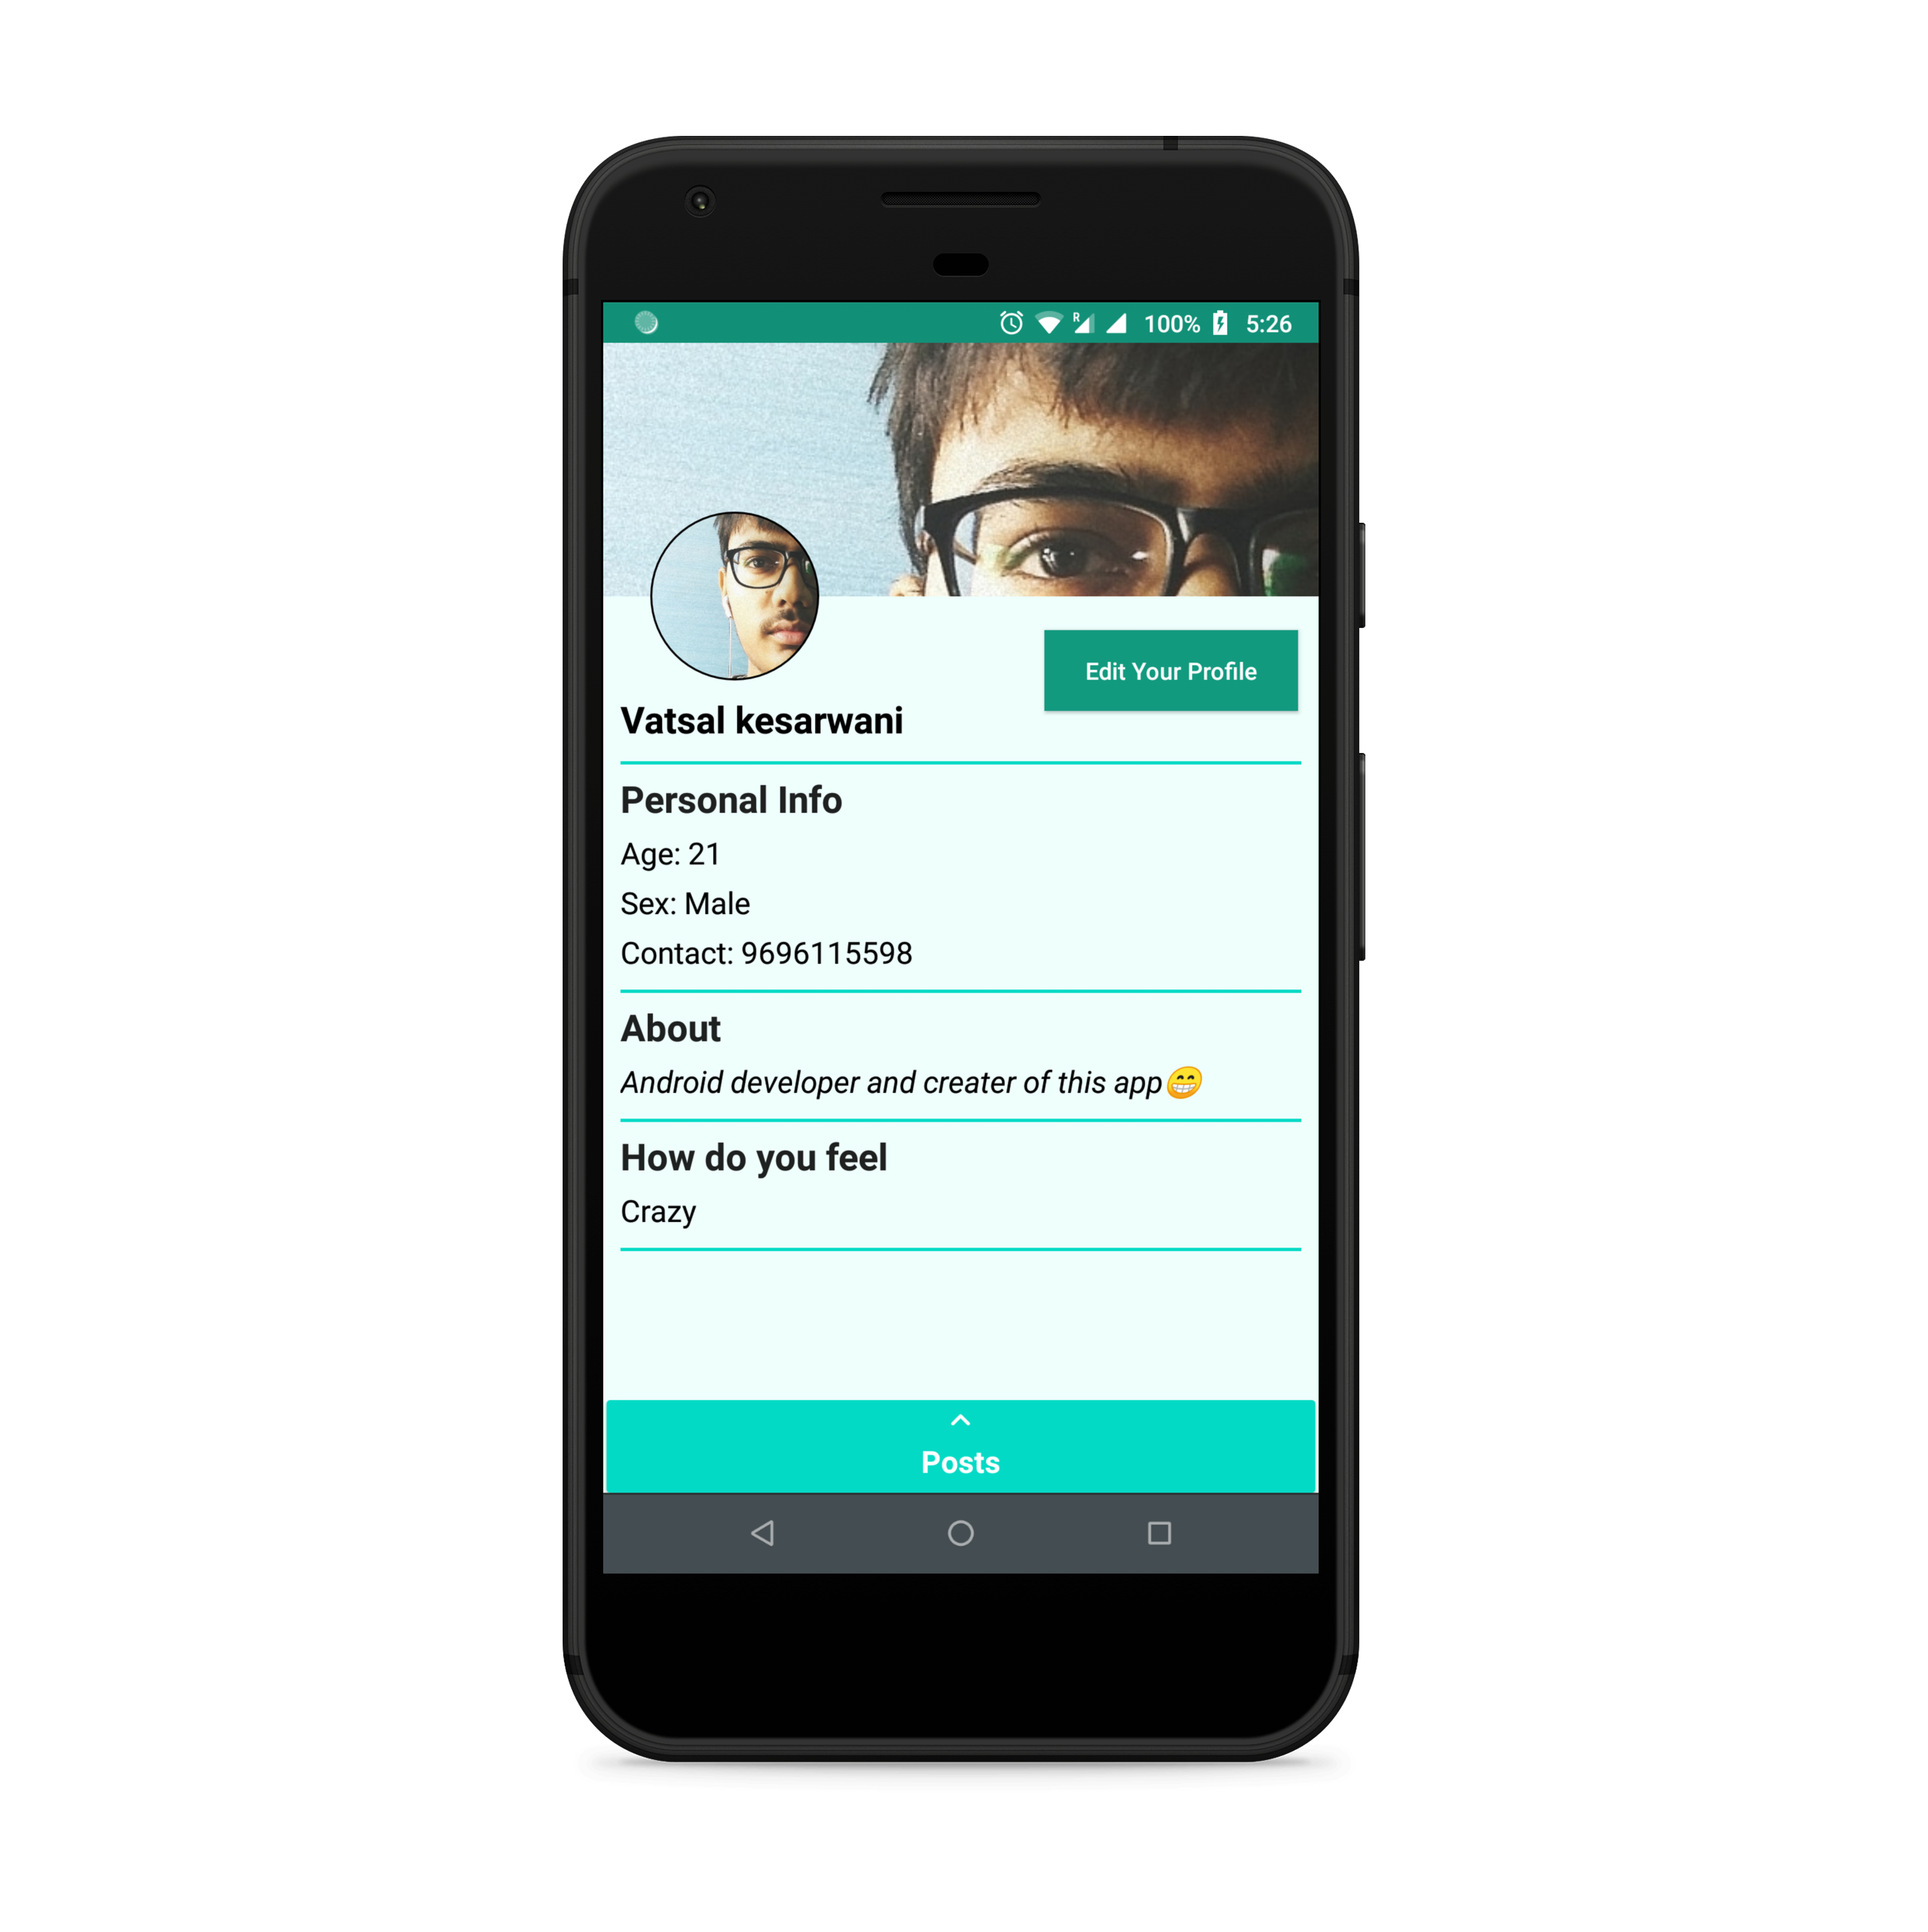 R 100% 5:26
Edit Your Profile
Vatsal kesarwani
Personal Info
Age: 21
Sex: Male
Contact: 9696115598
About
Android developer and creater of this app😁
How do you feel
Crazy
Posts